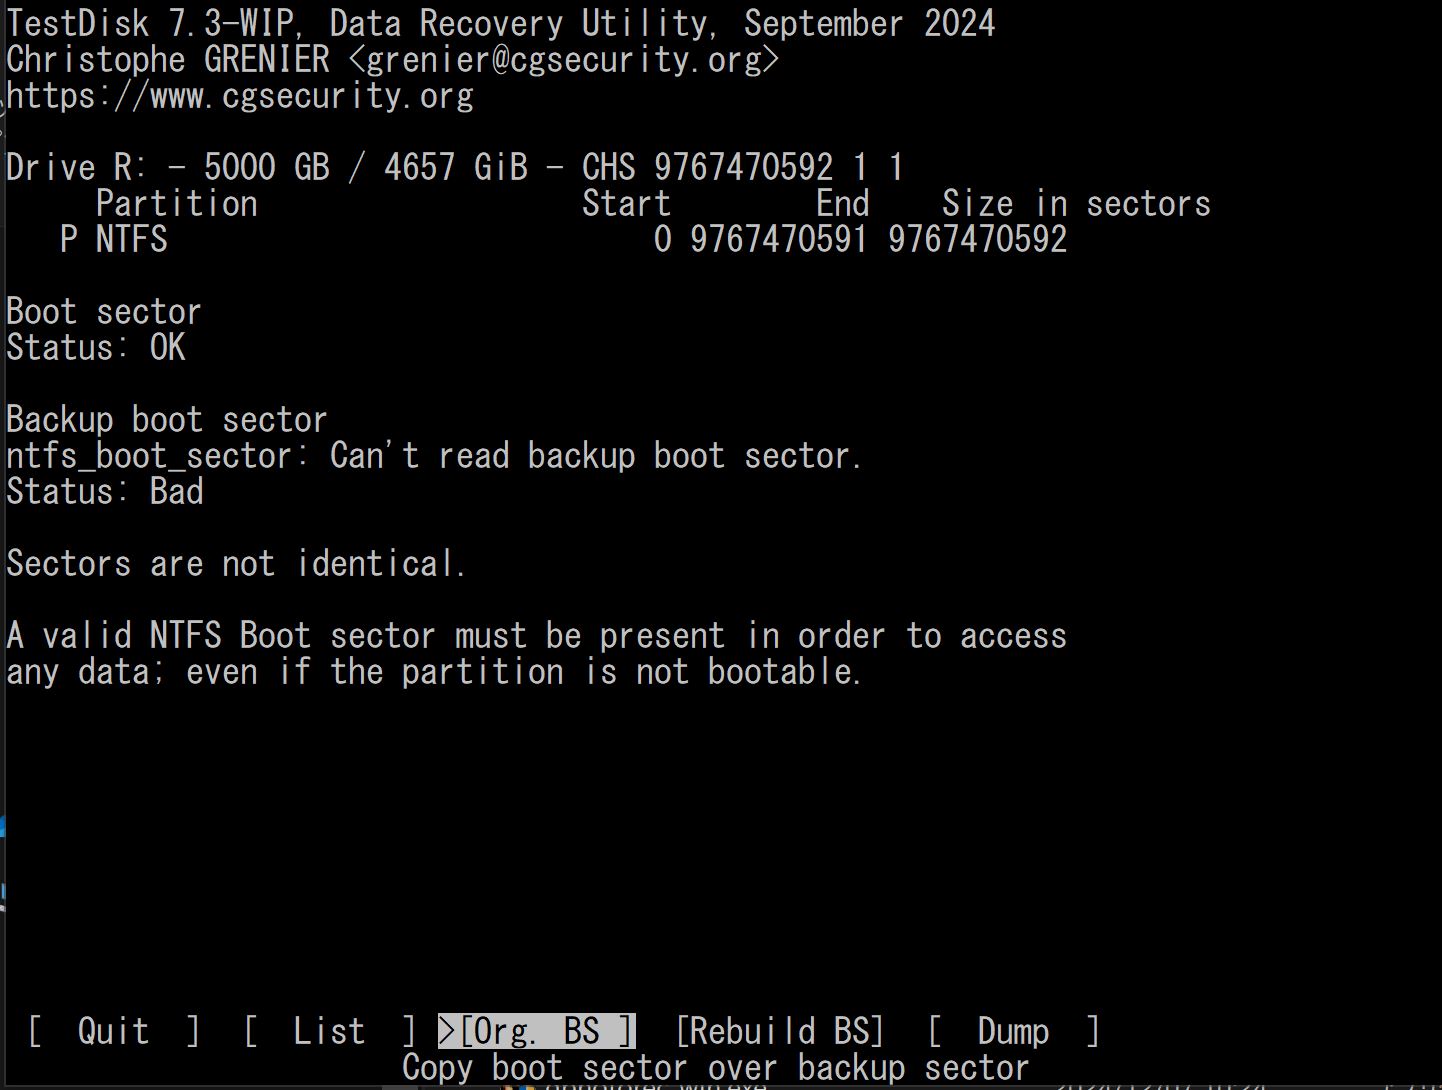 TestDisk 7.3-WIP, Data Recovery Utility, September 2024
Christophe GRENIER <grenier@cgsecurity.org>
https://www.cgsecurity.org
Drive R: - 5000 GB / 4657 GiB - CHS 9767470592 1 1
Partition Start End Size in sectors
P NTFS 0 9767470591 9767470592
Boot sector
Status: OK
Backup boot sector
ntfs_boot_sector: Can't read backup boot sector.
Status: Bad
Sectors are not identical.
A valid NTFS Boot sector must be present in order to access
any data; even if the partition is not bootable.
[ Quit ] [ List ] >[Org. BS ] [Rebuild BS] [ Dump ]
Copy boot sector over backup sector